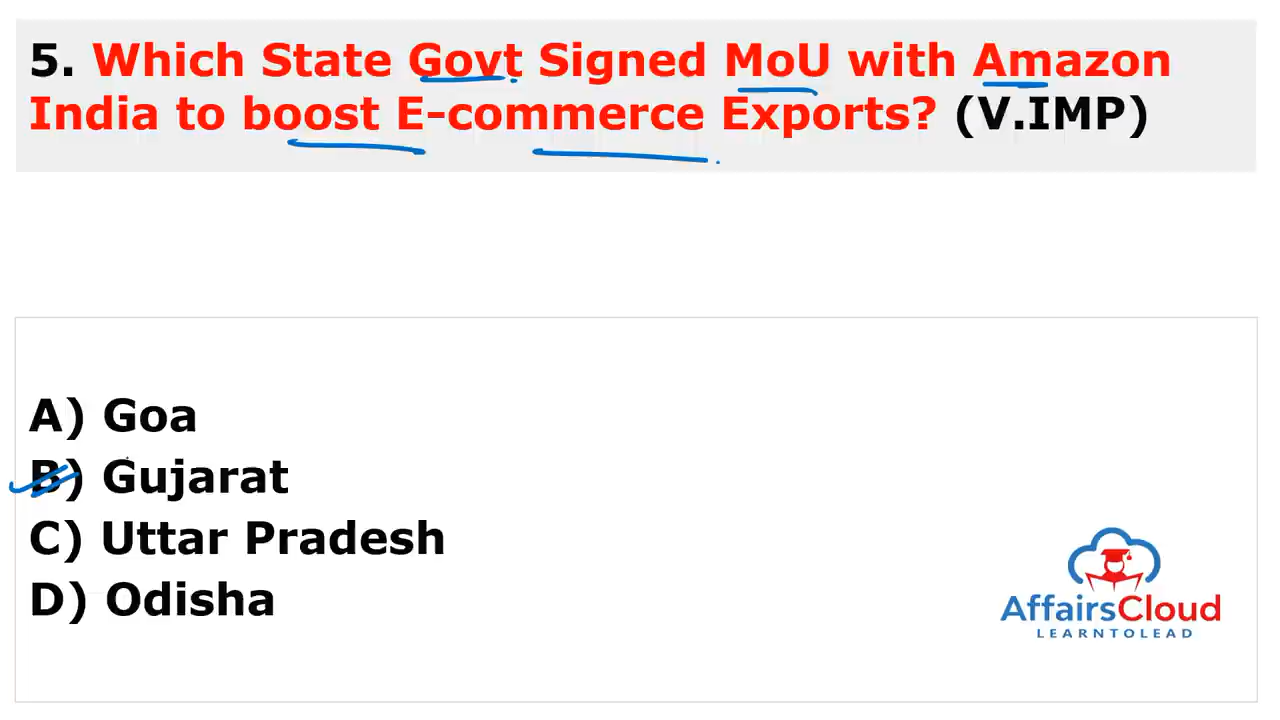 5. Which State Govt Signed MoU with Amazon
India to boost E-commerce Exports? (V.IMP)
A) Goa
B) Gujarat
C) Uttar Pradesh
D) Odisha
AffairsCloud
LEARNTOLEAD